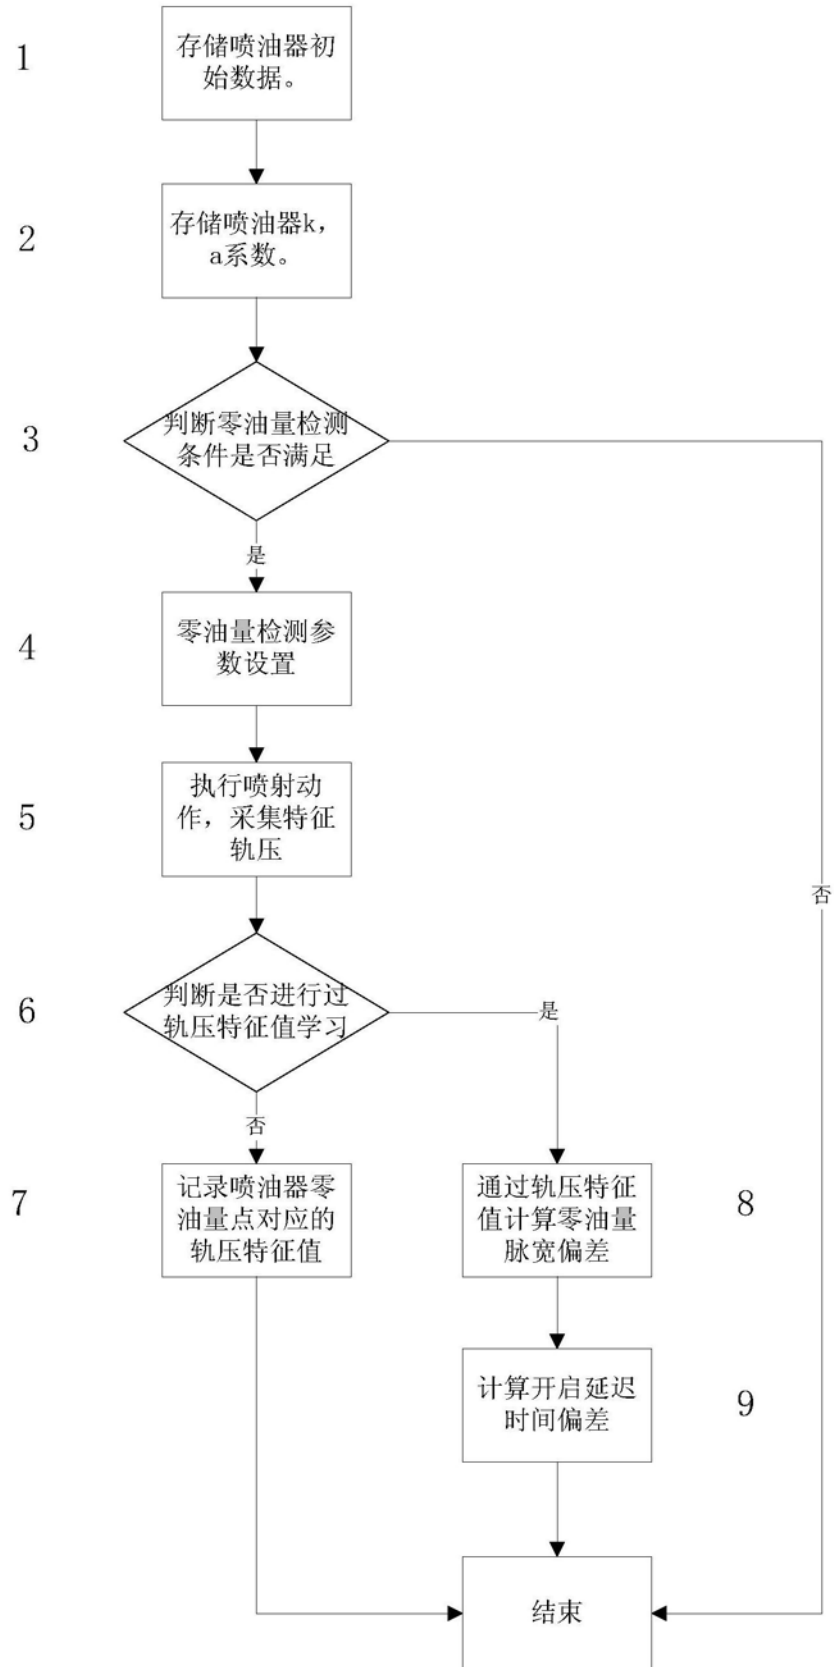 1
存储喷油器初
始数据。
2
存储喷油器k,
a系数。
3
判断零油量检测
条件是否满足
是
4
零油量检测参
数设置
5
执行喷射动
作，采集特征
轨压
否
6
判断是否进行过
轨压特征值学习
是
否
7
记录喷油器零
油量点对应的
轨压特征值
通过轨压特征
值计算零油量
脉宽偏差
8
计算开启延迟
时间偏差
9
结束